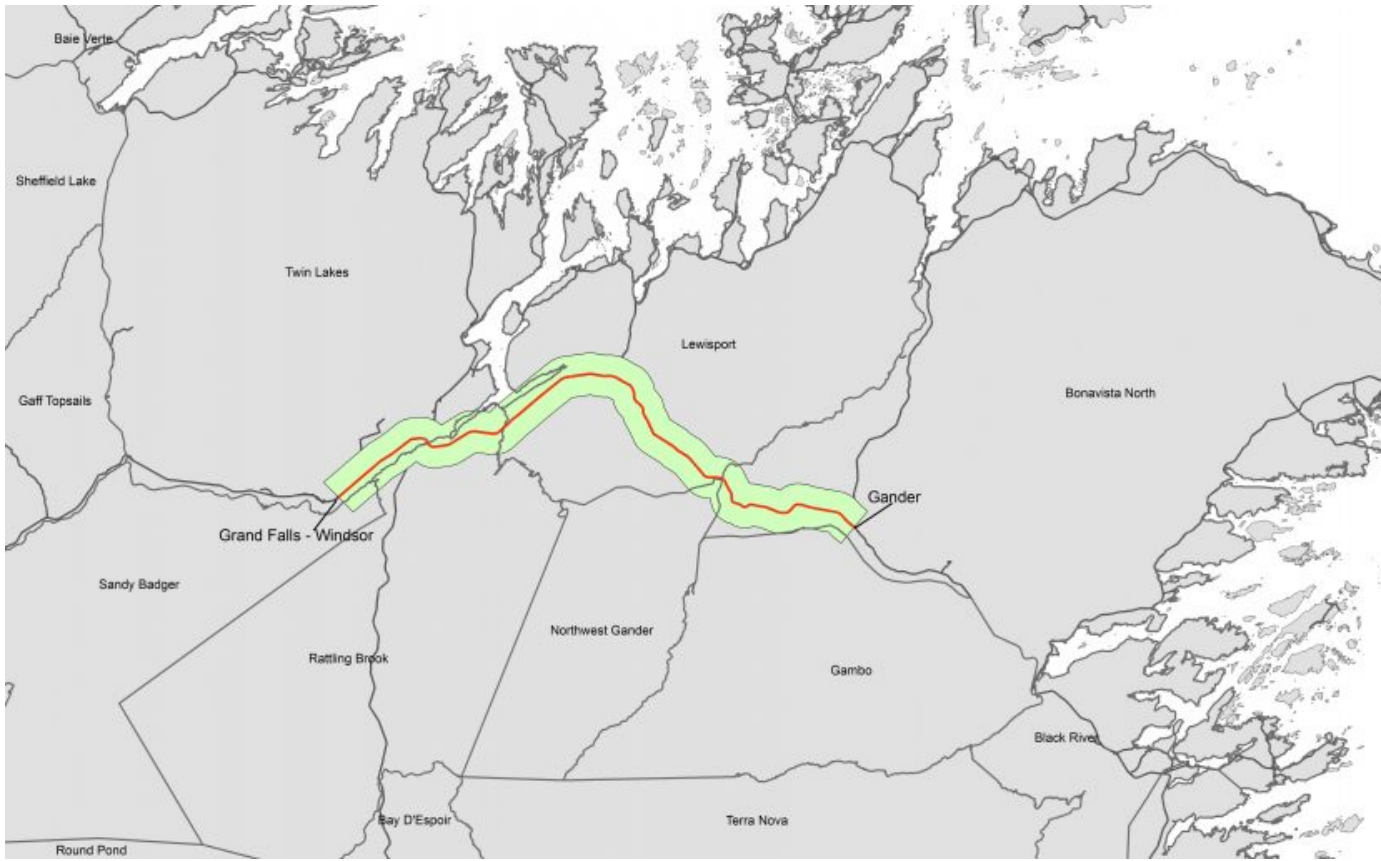 Baie Verte
Sheffield Lake
Twin Lakes
Lewisport
Gaff Topsails
Bonavista North
Gander
Grand Falls - Windsor
Sandy Badger
Northwest Gander
Rattling Brook
Gambo
Black River
Bay D'Espoir
Terra Nova
Round Pond